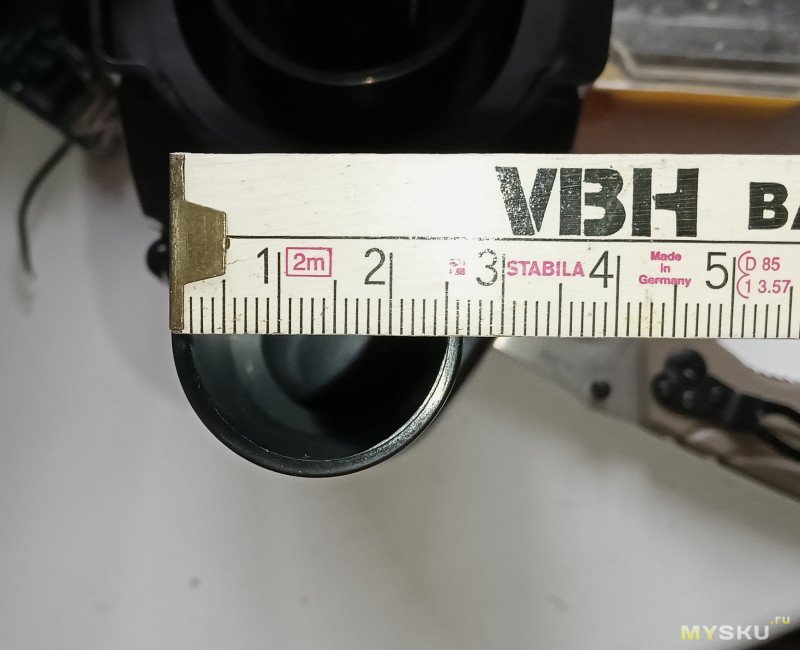 VBH BA
1 2m 2 3 STABILA 4 Made in Germany 5 D 85
1 3.57
MYSKU.ru